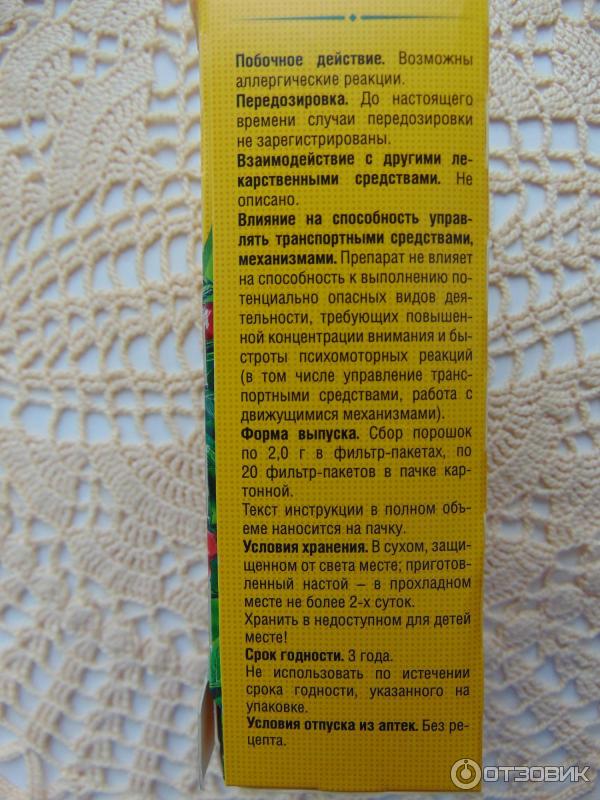 Побочное действие. Возможны
аллергические реакции.
Передозировка. До настоящего
времени случаи передозировки
не зарегистрированы.
Взаимодействие с другими ле-
карственными средствами. Не
описано.
Влияние на способность управ-
лять транспортными средствами,
механизмами. Препарат не влияет
на способность к выполнению по-
тенциально опасных видов дея-
тельности, требующих повышен-
ной концентрации внимания и бы-
строты психомоторных реакций
(в том числе управление транс-
портными средствами, работа с
движущимися механизмами).
Форма выпуска. Сбор порошок
по 2,0 г в фильтр-пакетах, по
20 фильтр-пакетов в пачке кар-
тонной.
Текст инструкции в полном объ-
еме наносится на пачку.
Условия хранения. В сухом, защи-
щенном от света месте; приготов-
ленный настой – в прохладном
месте не более 2-х суток.
Хранить в недоступном для детей
месте!
Срок годности. 3 года.
Не использовать по истечении
срока годности, указанного на
упаковке.
Условия отпуска из аптек. Без ре-
цепта.
ОТЗОВИК